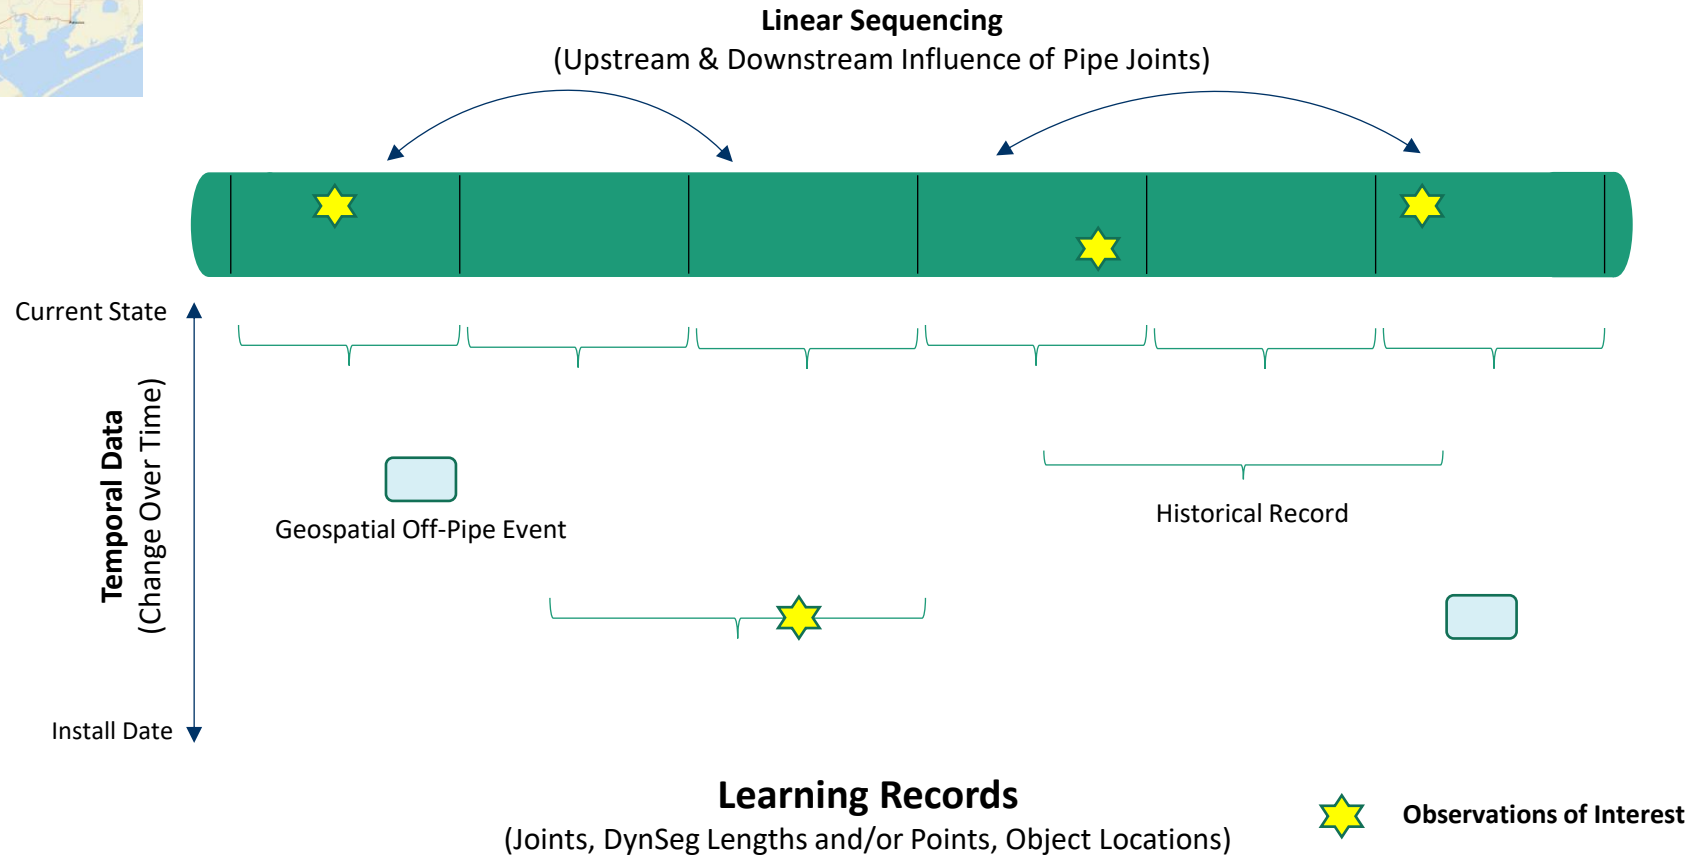 Linear Sequencing
(Upstream & Downstream Influence of Pipe Joints)
Current State
Temporal Data
(Change Over Time)
Geospatial Off-Pipe Event
Historical Record
Install Date
Learning Records
(Joints, DynSeg Lengths and/or Points, Object Locations)
Observations of Interest